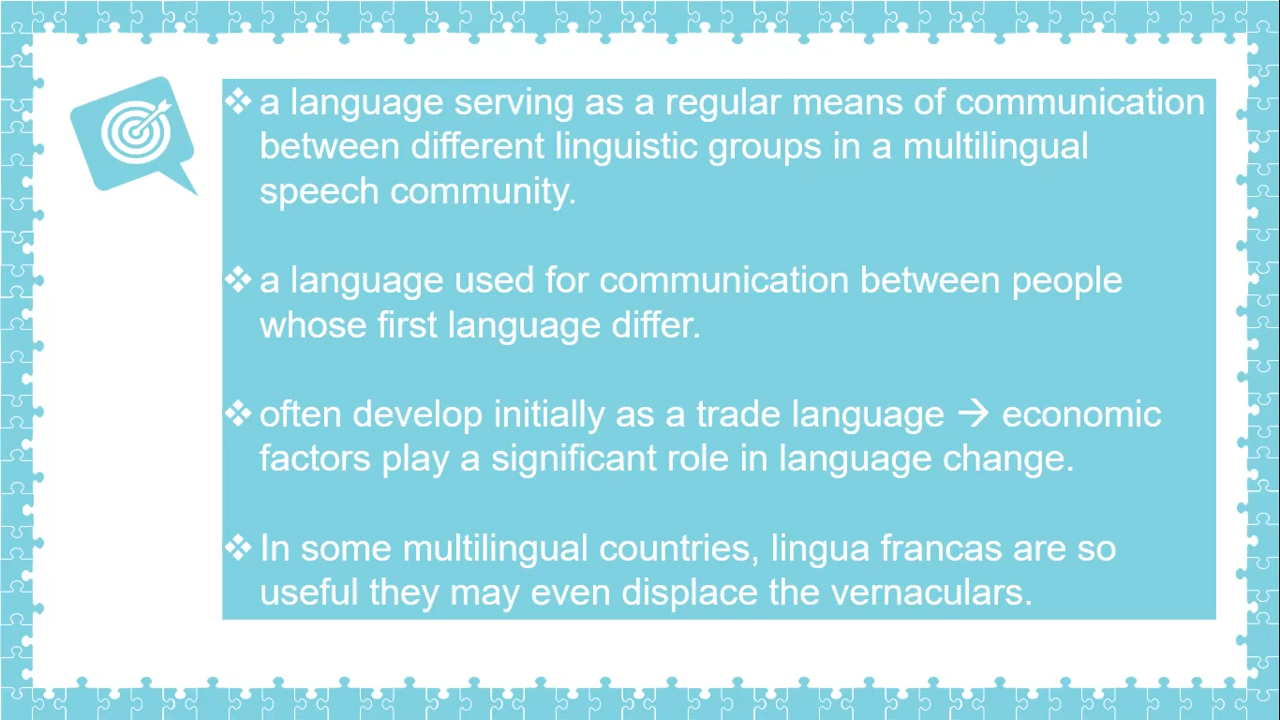 ❖ a language serving as a regular means of communication
between different linguistic groups in a multilingual
speech community.
❖ a language used for communication between people
whose first language differ.
❖ often develop initially as a trade language → economic
factors play a significant role in language change.
❖ In some multilingual countries, lingua francas are so
useful they may even displace the vernaculars.